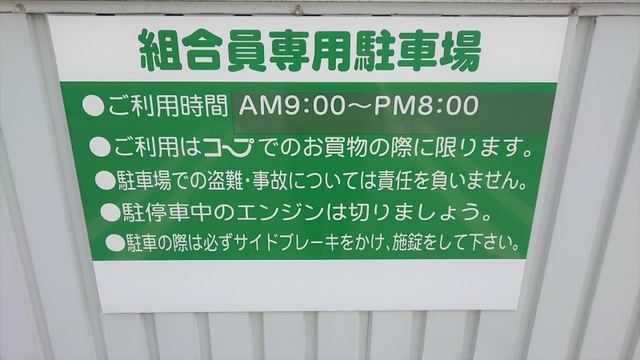 組合員専用駐車場
●ご利用時間 AM9:00～PM8:00
●ご利用はコープでのお買物の際に限ります。
●駐車場での盗難・事故については責任を負いません。
●駐停車中のエンジンは切りましょう。
●駐車の際は必ずサイドブレーキをかけ、施錠をして下さい。